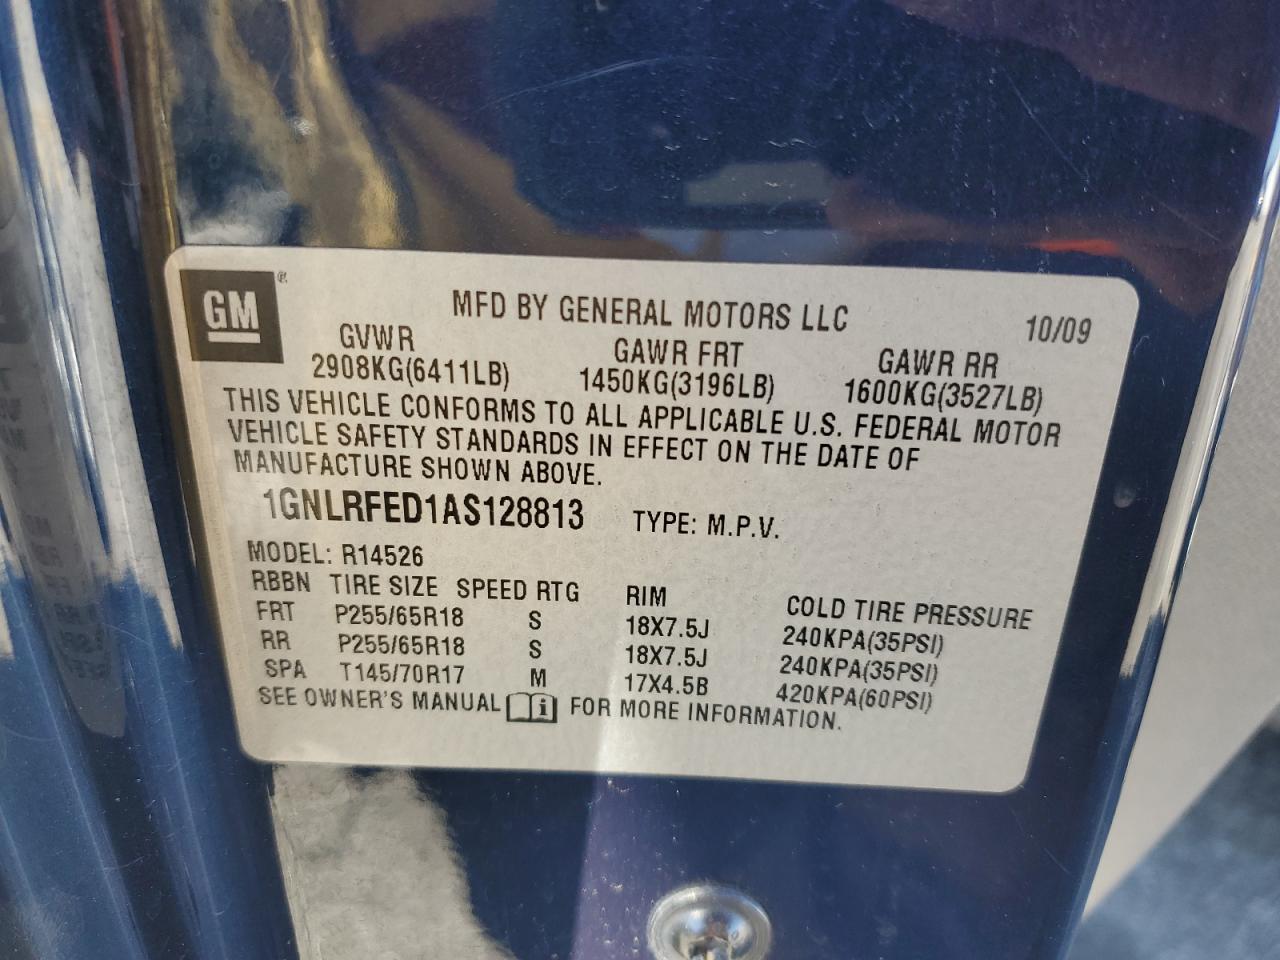 GM ®
MFD BY GENERAL MOTORS LLC 10/09
GVWR GAWR FRT GAWR RR
2908KG(6411LB) 1450KG(3196LB) 1600KG(3527LB)
THIS VEHICLE CONFORMS TO ALL APPLICABLE U.S. FEDERAL MOTOR
VEHICLE SAFETY STANDARDS IN EFFECT ON THE DATE OF
MANUFACTURE SHOWN ABOVE.
1GNLRFED1AS128813 TYPE: M.P.V.
MODEL: R14526
RBBN TIRE SIZE SPEED RTG RIM COLD TIRE PRESSURE
FRT P255/65R18 S 18X7.5J 240KPA(35PSI)
RR P255/65R18 S 18X7.5J 240KPA(35PSI)
SPA T145/70R17 M 17X4.5B 420KPA(60PSI)
SEE OWNER'S MANUAL i FOR MORE INFORMATION.